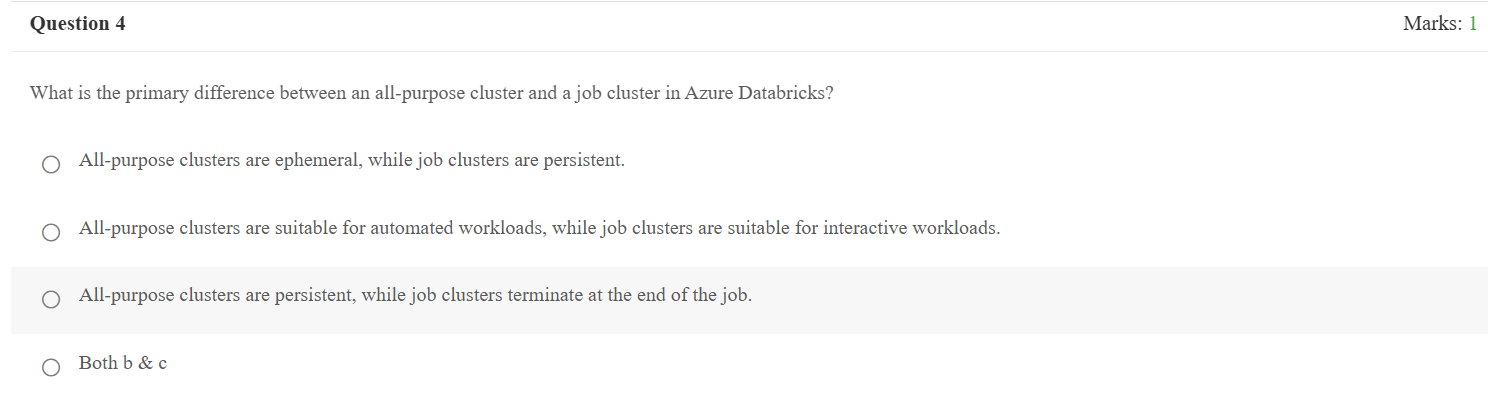 Question 4
Marks: 1
What is the primary difference between an all-purpose cluster and a job cluster in Azure Databricks?
All-purpose clusters are ephemeral, while job clusters are persistent.
All-purpose clusters are suitable for automated workloads, while job clusters are suitable for interactive workloads.
All-purpose clusters are persistent, while job clusters terminate at the end of the job.
Both b & c